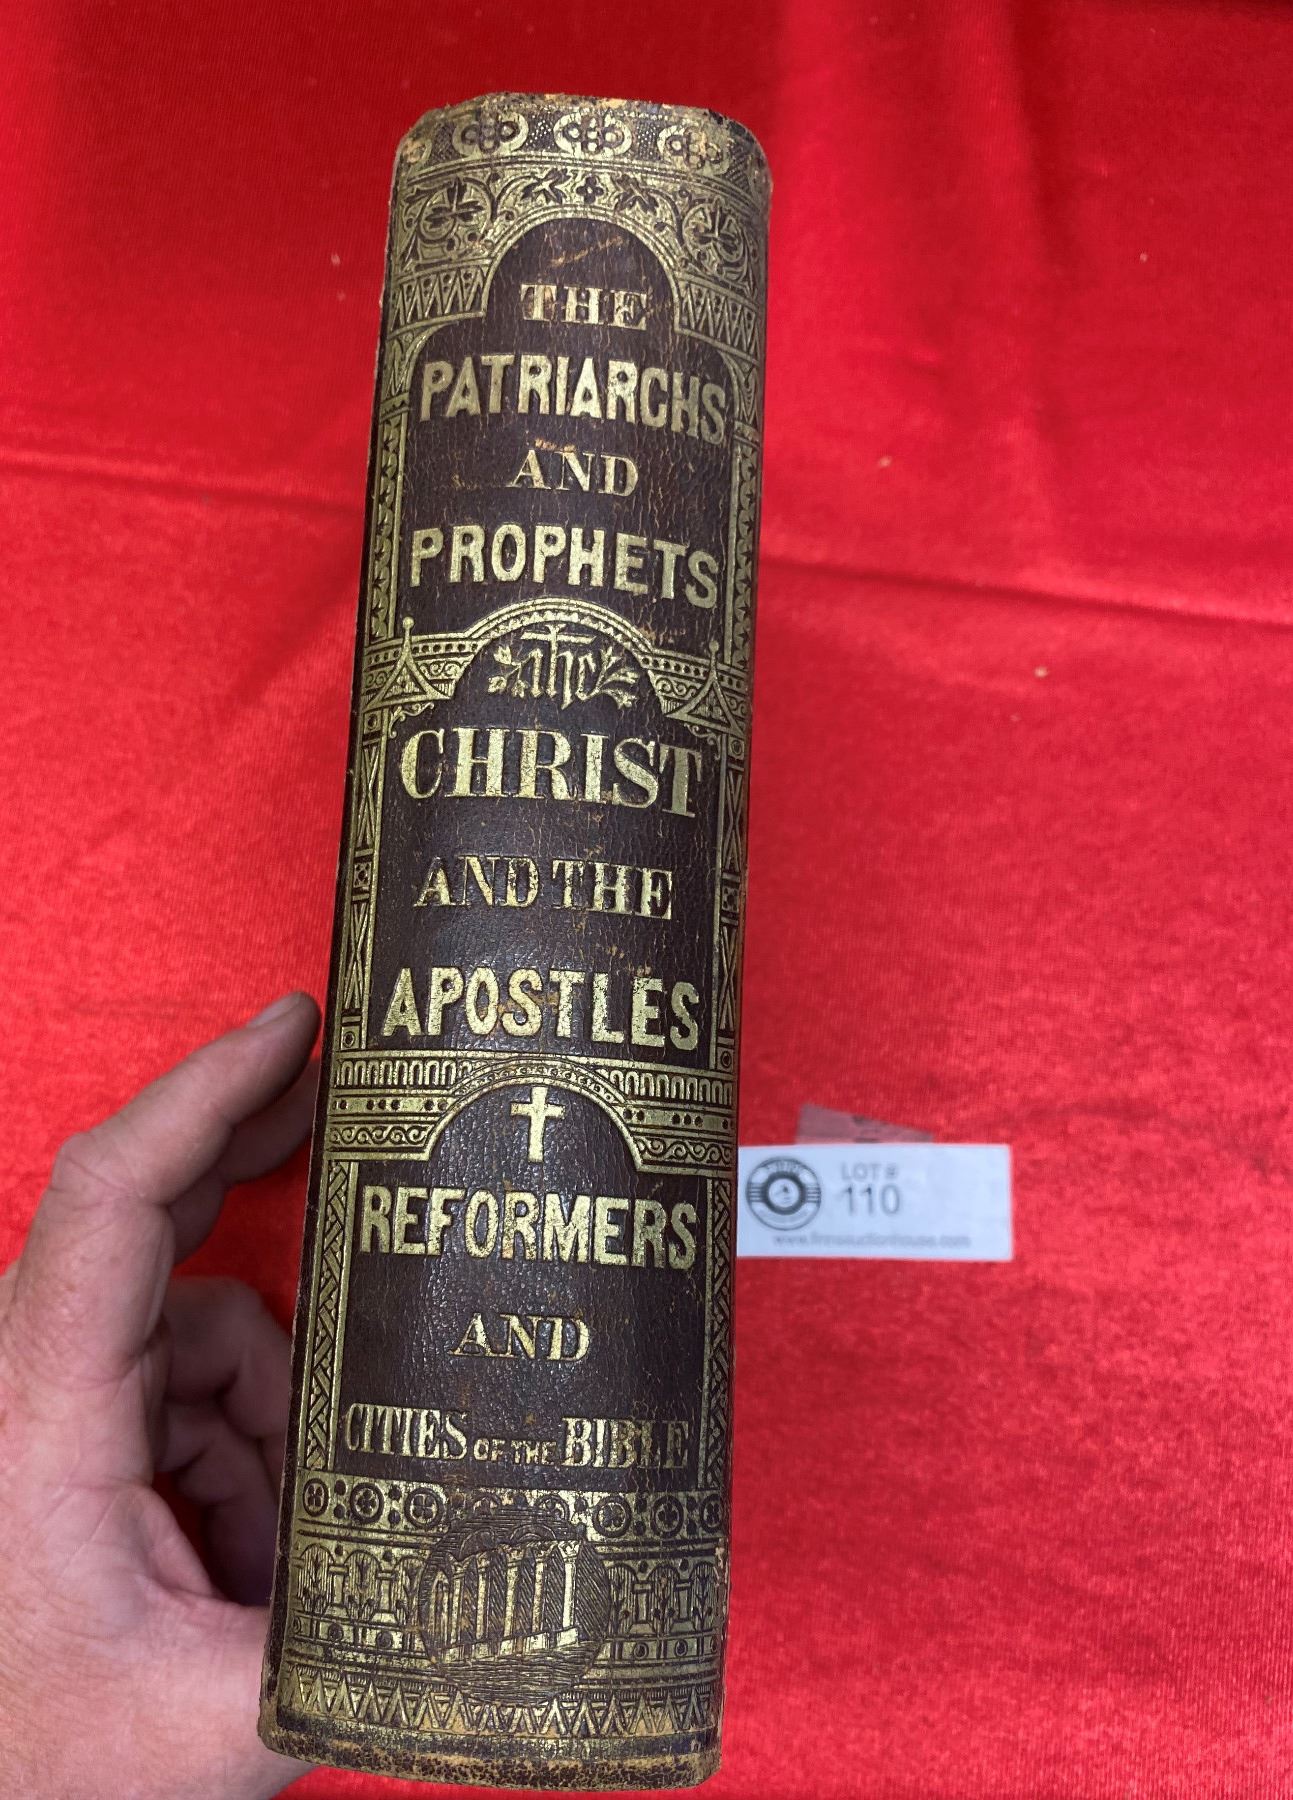 THE
PATRIARCHS
AND
PROPHETS
the
CHRIST
AND THE
APOSTLES
REFORMERS
AND
CITIES OF THE BIBLE
LOT #
110